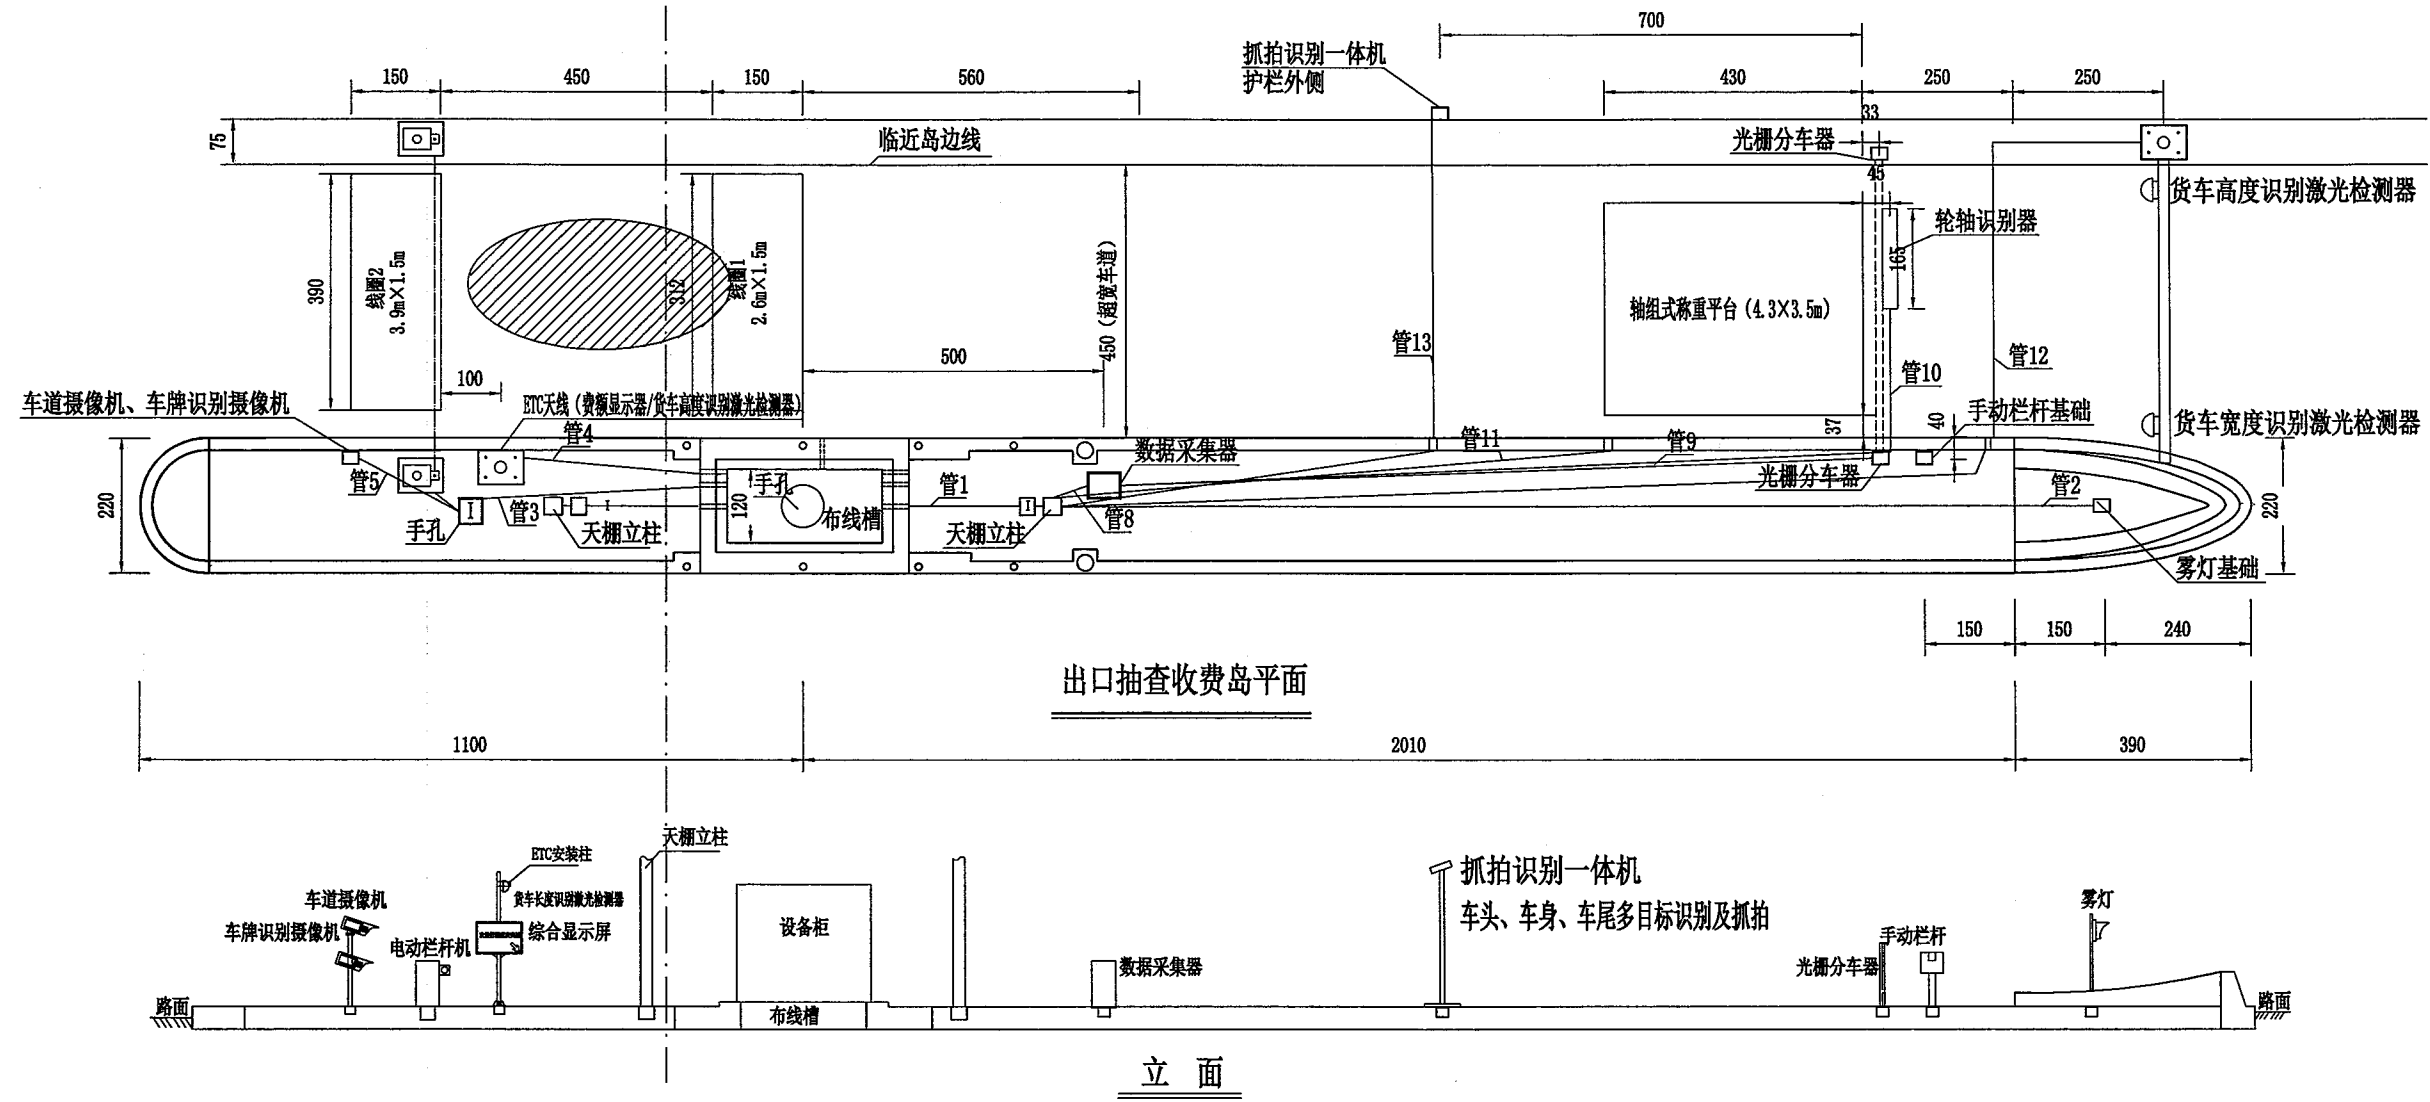 700
抓拍识别一体机
护栏外侧
150
450
150
560
430
250
250
75
33
临近岛边线
光栅分车器
45
货车高度识别激光检测器
轮轴识别器
390
线圈2
3.9m×1.5m
312
线圈1
2.6m×1.5m
450（超宽车道）
165
轴组式称重平台（4.3×3.5m）
500
管13
管12
管10
100
车道摄像机、车牌识别摄像机
ETC天线（费额显示器/货车高度识别激光检测器）
手动栏杆基础
管4
37
40
货车宽度识别激光检测器
数据采集器
管11
管9
管5
手孔
光栅分车器
220
I
管3
I
120
布线槽
管1
I
管8
管2
220
手孔
天棚立柱
天棚立柱
雾灯基础
150
150
240
出口抽查收费岛平面
1100
2010
390
天棚立柱
ETC安装柱
车道摄像机
货车长度识别激光检测器
抓拍识别一体机
车牌识别摄像机
综合显示屏
车头、车身、车尾多目标识别及抓拍
雾灯
电动栏杆机
设备柜
手动栏杆
数据采集器
光栅分车器
路面
布线槽
路面
立 面